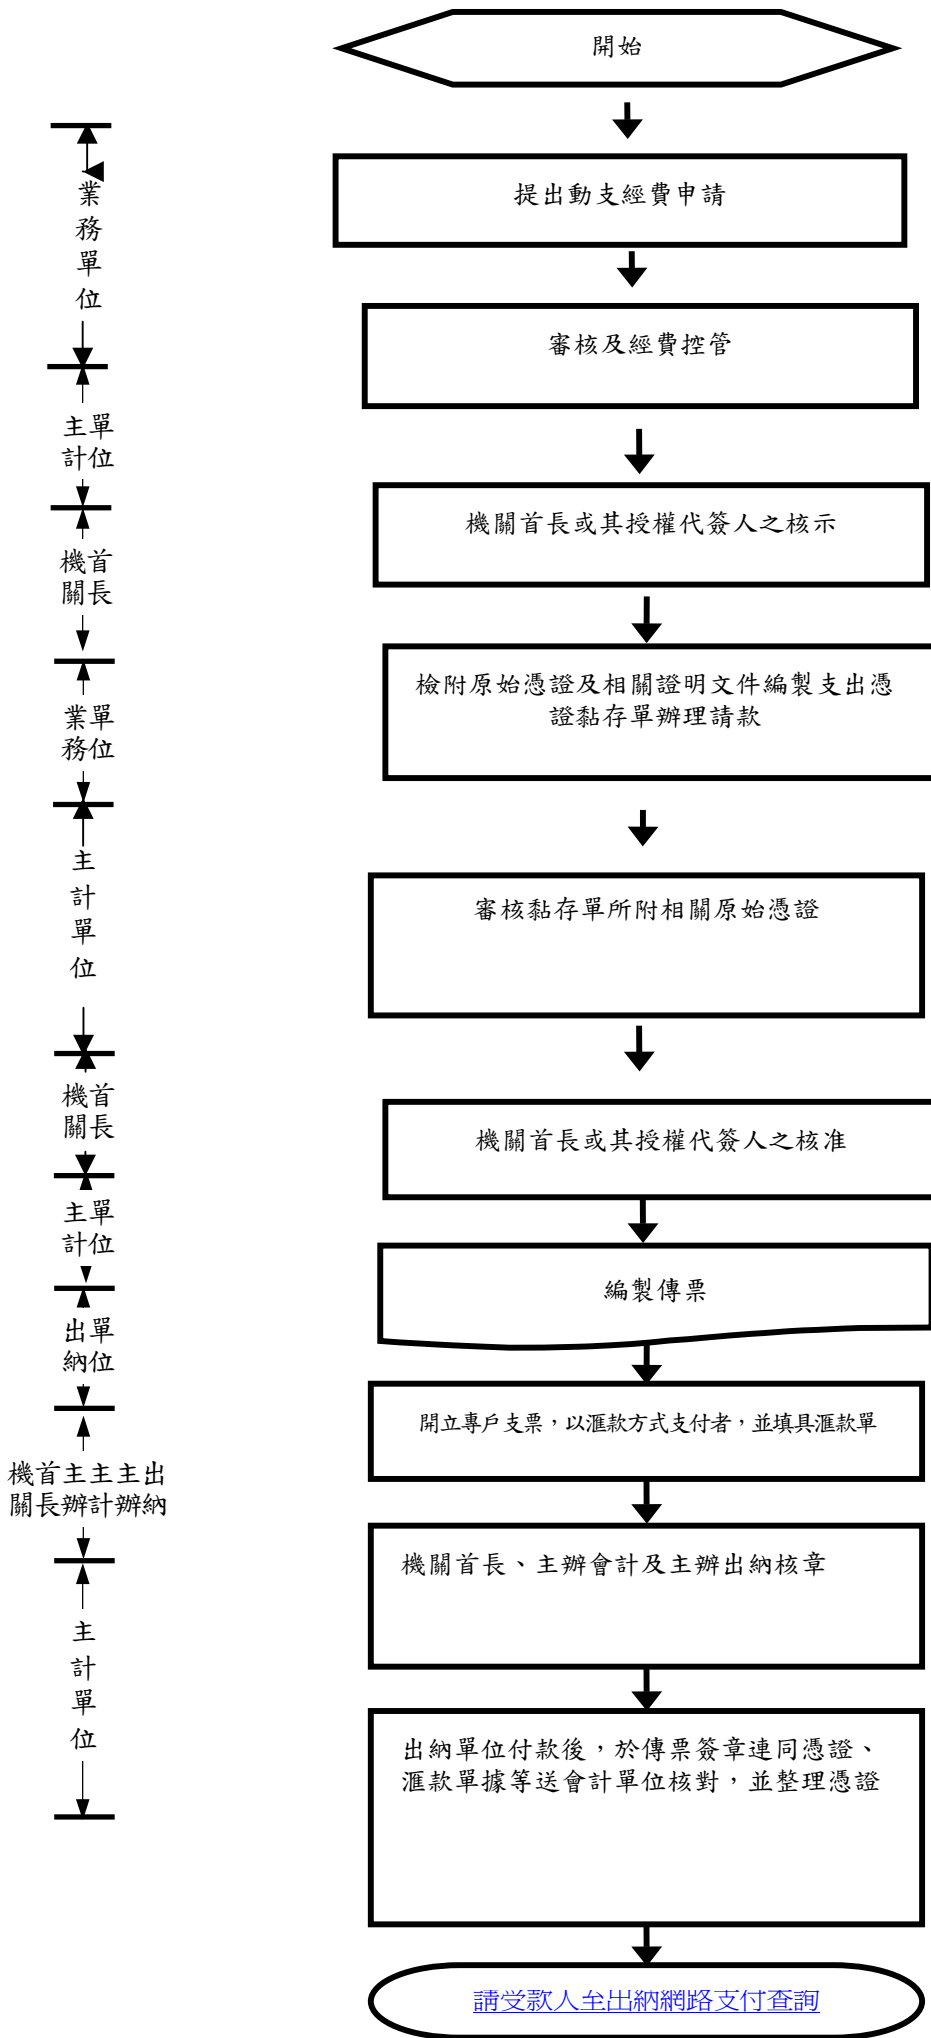 開始
提出動支經費申請
業
務
單
位
審核及經費控管
主單
計位
機關首長或其授權代簽人之核示
機首
關長
檢附原始憑證及相關證明文件編製支出憑
證黏存單辦理請款
業單
務位
審核黏存單所附相關原始憑證
主
計
單
位
機關首長或其授權代簽人之核准
機首
關長
編製傳票
主單
計位
開立專戶支票，以滙款方式支付者，並填具滙款單
出單
納位
機關首長、主辦會計及主辦出納核章
機首主主主出
關長辦計辦納
出納單位付款後，於傳票簽章連同憑證、
滙款單據等送會計單位核對，並整理憑證
主
計
單
位
請受款人至出納網路支付查詢